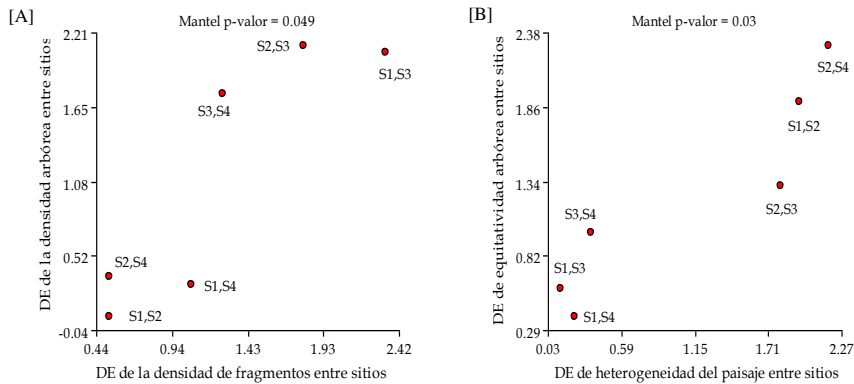 [A]
Mantel p-valor = 0.049
DE de la densidad arbórea entre sitios
2.21
1.65
1.08
0.52
-0.04
S2,S3
S1,S3
S3,S4
S2,S4
S1,S4
S1,S2
0.44
0.94
1.43
1.93
2.42
DE de la densidad de fragmentos entre sitios
[B]
Mantel p-valor = 0.03
DE de equitatividad arbórea entre sitios
2.38
1.86
1.34
0.82
0.29
S2,S4
S1,S2
S2,S3
S3,S4
S1,S3
S1,S4
0.03
0.59
1.15
1.71
2.27
DE de heterogeneidad del paisaje entre sitios